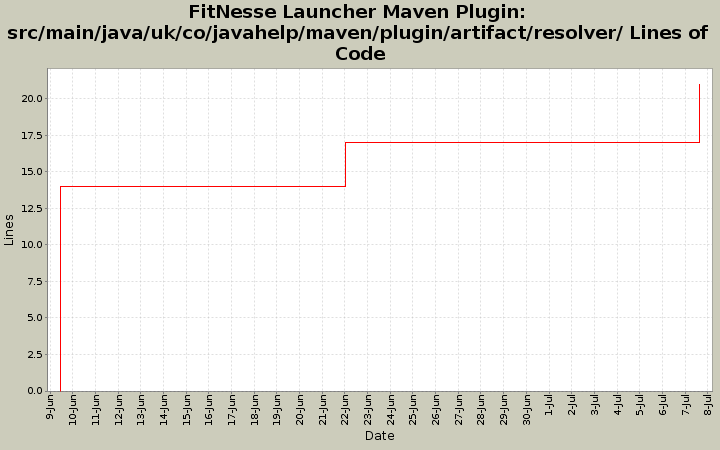 FitNesse Launcher Maven Plugin:
src/main/java/uk/co/javahelp/maven/plugin/artifact/resolver/ Lines of
Code
20.0
17.5
15.0
12.5
10.0
7.5
5.0
2.5
0.0
Lines
9-Jun
10-Jun
11-Jun
12-Jun
13-Jun
14-Jun
15-Jun
16-Jun
17-Jun
18-Jun
19-Jun
20-Jun
21-Jun
22-Jun
23-Jun
24-Jun
25-Jun
26-Jun
27-Jun
28-Jun
29-Jun
30-Jun
1-Jul
2-Jul
3-Jul
4-Jul
5-Jul
6-Jul
7-Jul
8-Jul
Date